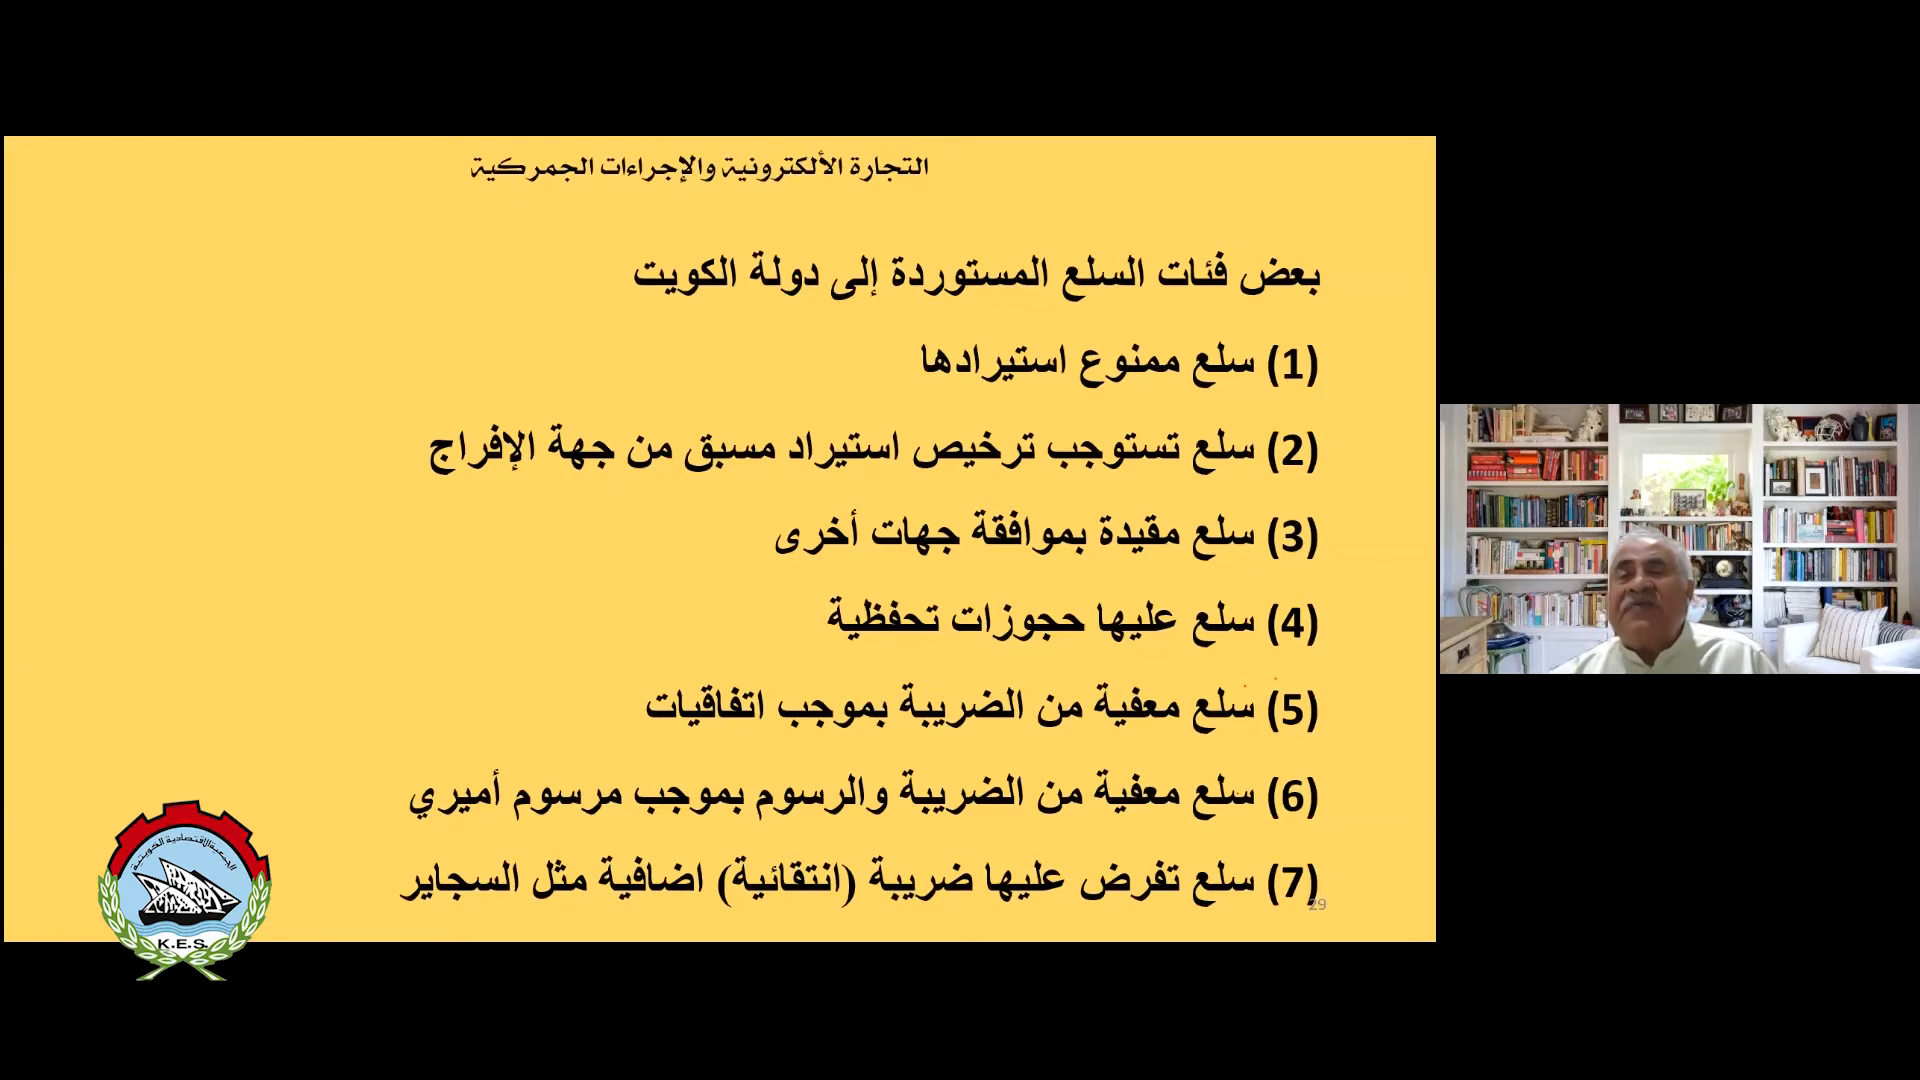 التجارة الألكترونية والإجراءات الجمركية
بعض فئات السلع المستوردة إلى دولة الكويت
(1) سلع ممنوع استيرادها
(2) سلع تستوجب ترخيص استيراد مسبق من جهة الإفراج
(3) سلع مقيدة بموافقة جهات أخرى
(4) سلع عليها حجوزات تحفظية
(5) سلع معفية من الضريبة بموجب اتفاقيات
(6) سلع معفية من الضريبة والرسوم بموجب مرسوم أميري
(7) سلع تفرض عليها ضريبة (انتقائية) اضافية مثل السجاير
29
الجمعية الاقتصادية الكويتية
K.E.S.